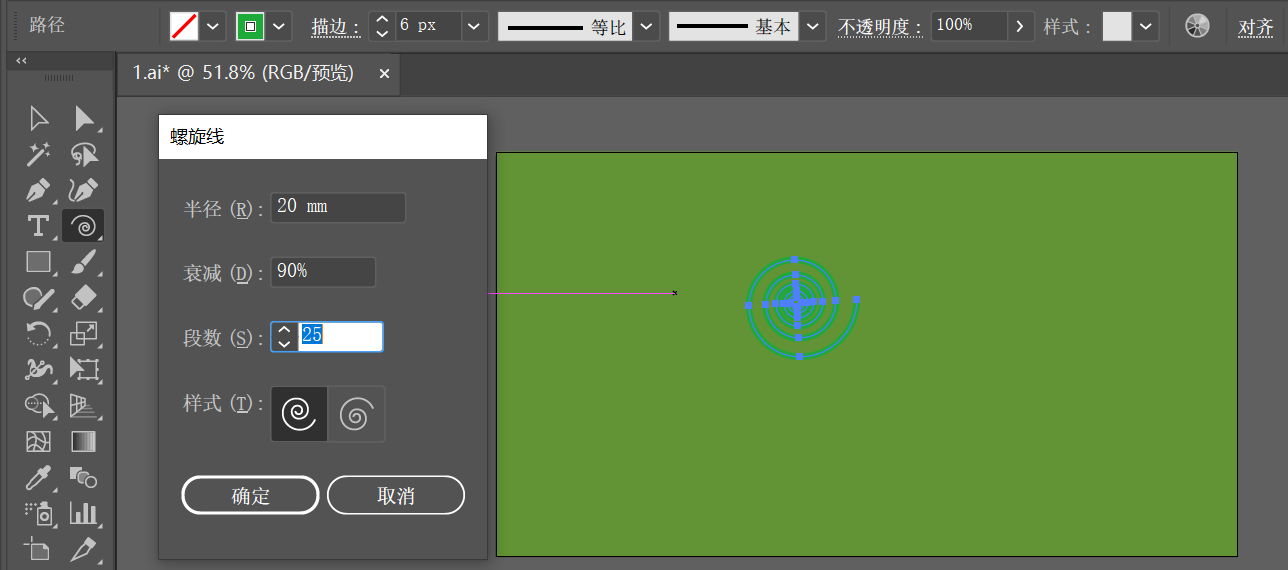 路径 描边: 6 px 等比 基本 不透明度: 100% 样式: 对齐
1.ai* @ 51.8% (RGB/预览) ×
螺旋线
半径 (R): 20 mm
衰减 (D): 90%
段数 (S): 25
样式 (T):
确定 取消